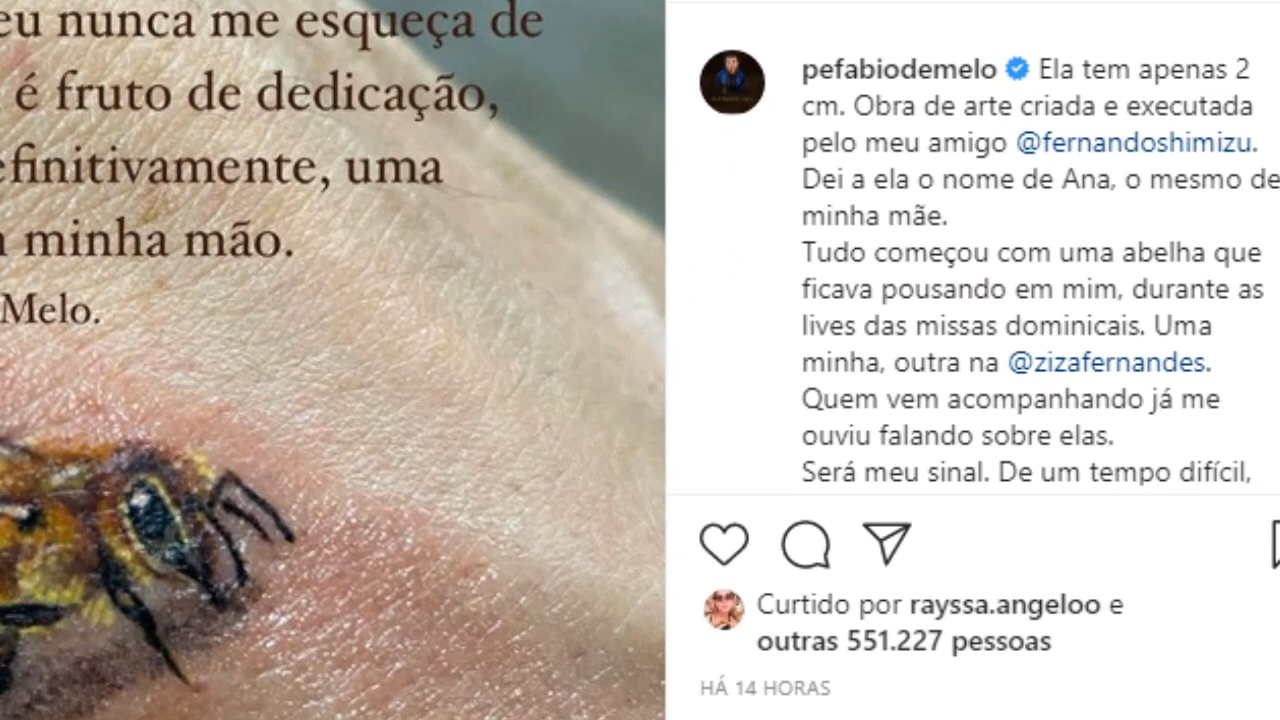 eu nunca me esqueça de
é fruto de dedicação,
efinitivamente, uma
minha mão.
Melo.
pefabiodemelo Ela tem apenas 2
cm. Obra de arte criada e executada
pelo meu amigo @fernandoshimizu.
Dei a ela o nome de Ana, o mesmo de
minha mãe.
Tudo começou com uma abelha que
ficava pousando em mim, durante as
lives das missas dominicais. Uma
minha, outra na @zizafernandes.
Quem vem acompanhando já me
ouviu falando sobre elas.
Será meu sinal. De um tempo difícil,
Curtido por rayssa.angeloo e
outras 551.227 pessoas
HÁ 14 HORAS